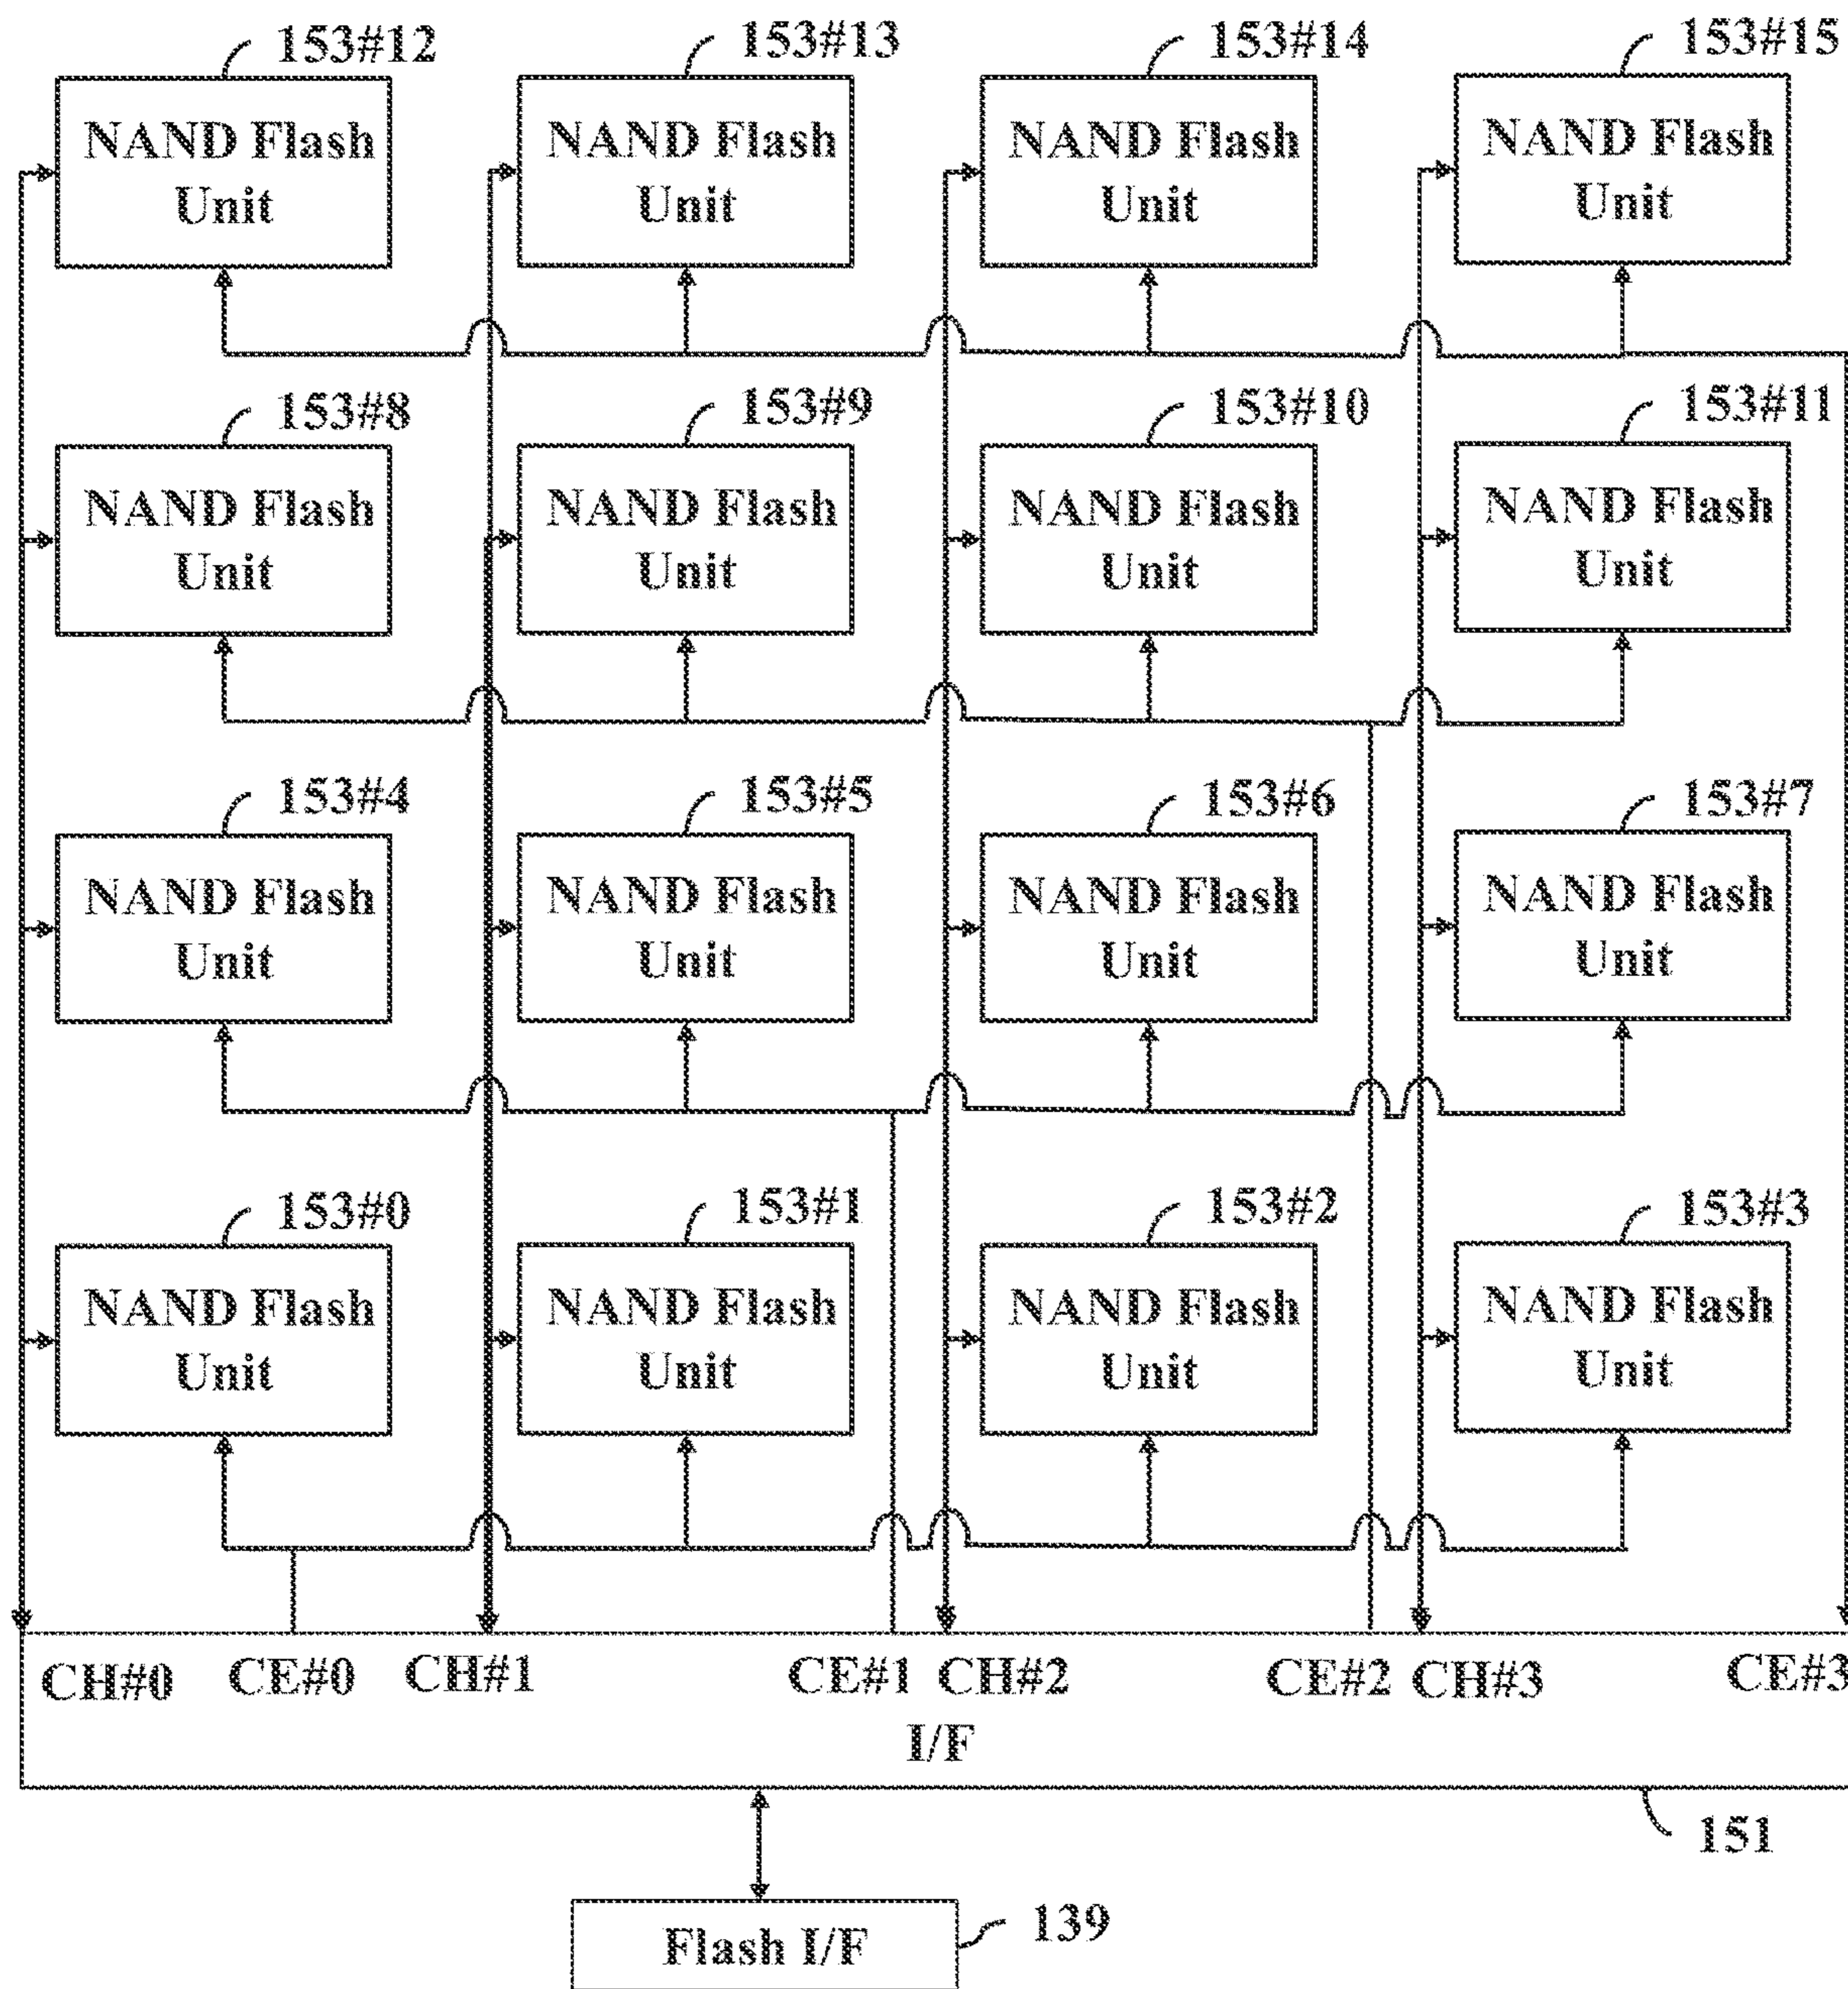 153#12 153#13 153#14 153#15
NAND Flash NAND Flash NAND Flash NAND Flash
Unit Unit Unit Unit
153#8 153#9 153#10 153#11
NAND Flash NAND Flash NAND Flash NAND Flash
Unit Unit Unit Unit
153#4 153#5 153#6 153#7
NAND Flash NAND Flash NAND Flash NAND Flash
Unit Unit Unit Unit
153#0 153#1 153#2 153#3
NAND Flash NAND Flash NAND Flash NAND Flash
Unit Unit Unit Unit
CH#0 CE#0 CH#1 CE#1 CH#2 CE#2 CH#3 CE#3
I/F
151
139
Flash I/F